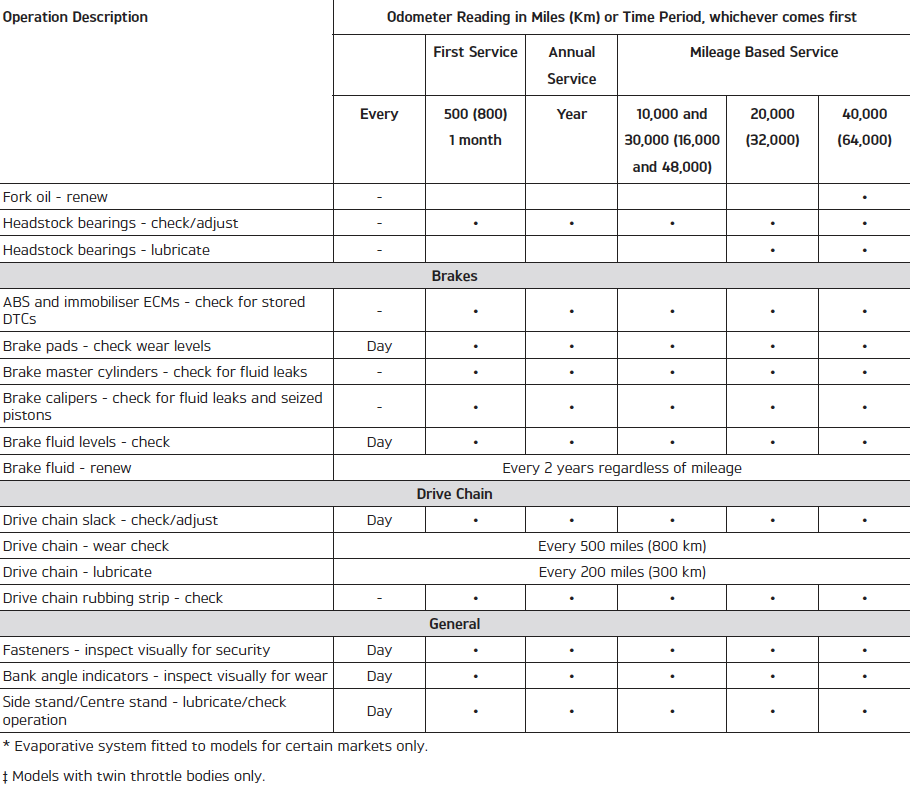 Operation Description
Odometer Reading in Miles (Km) or Time Period, whichever comes first
First Service
Annual
Service
Mileage Based Service
Every
500 (800)
1 month
Year
10,000 and
30,000 (16,000
and 48,000)
20,000
(32,000)
40,000
(64,000)
Fork oil - renew - •
Headstock bearings - check/adjust - • • • • •
Headstock bearings - lubricate - • •
Brakes
ABS and immobiliser ECMs - check for stored
DTCs
- • • • • •
Brake pads - check wear levels Day • • • • •
Brake master cylinders - check for fluid leaks - • • • • •
Brake calipers - check for fluid leaks and seized
pistons
- • • • • •
Brake fluid levels - check Day • • • • •
Brake fluid - renew Every 2 years regardless of mileage
Drive Chain
Drive chain slack - check/adjust Day • • • • •
Drive chain - wear check Every 500 miles (800 km)
Drive chain - lubricate Every 200 miles (300 km)
Drive chain rubbing strip - check - • • • • •
General
Fasteners - inspect visually for security Day • • • • •
Bank angle indicators - inspect visually for wear Day • • • • •
Side stand/Centre stand - lubricate/check
operation
Day • • • • •
* Evaporative system fitted to models for certain markets only.
‡ Models with twin throttle bodies only.